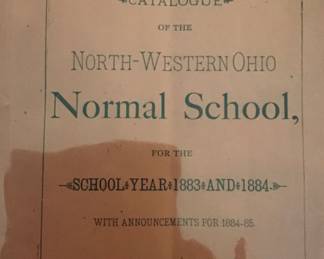 CATALOGUE
OF THE
NORTH-WESTERN OHIO
Normal School,
FOR THE
SCHOOL YEAR 1883 AND 1884
WITH ANNOUNCEMENTS FOR 1884-85.